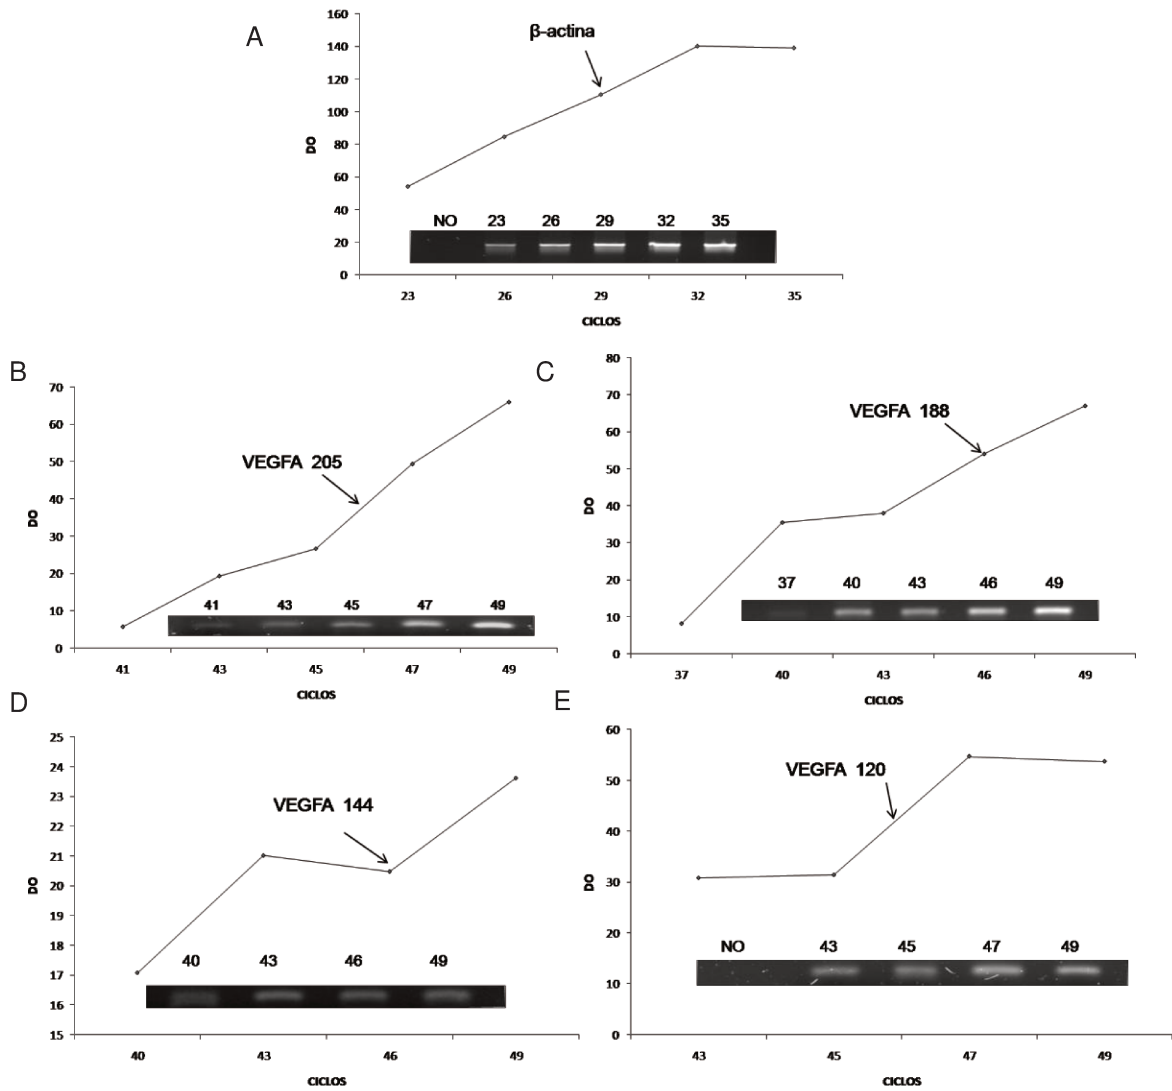 A
β-actina
160
140
120
100
80
60
40
20
0
DO
NO 23 26 29 32 35
23 26 29 32 35
CICLOS
B
70
60
50
40
30
20
10
0
DO
VEGFA 205
41 43 45 47 49
41 43 45 47 49
CICLOS
C
80
70
60
50
40
30
20
10
0
DO
VEGFA 188
37 40 43 46 49
37 40 43 46 49
CICLOS
D
25
24
23
22
21
20
19
18
17
16
15
DO
VEGFA 144
40 43 46 49
40 43 46 49
CICLOS
E
60
50
40
30
20
10
0
DO
VEGFA 120
NO 43 45 47 49
43 45 47 49
CICLOS